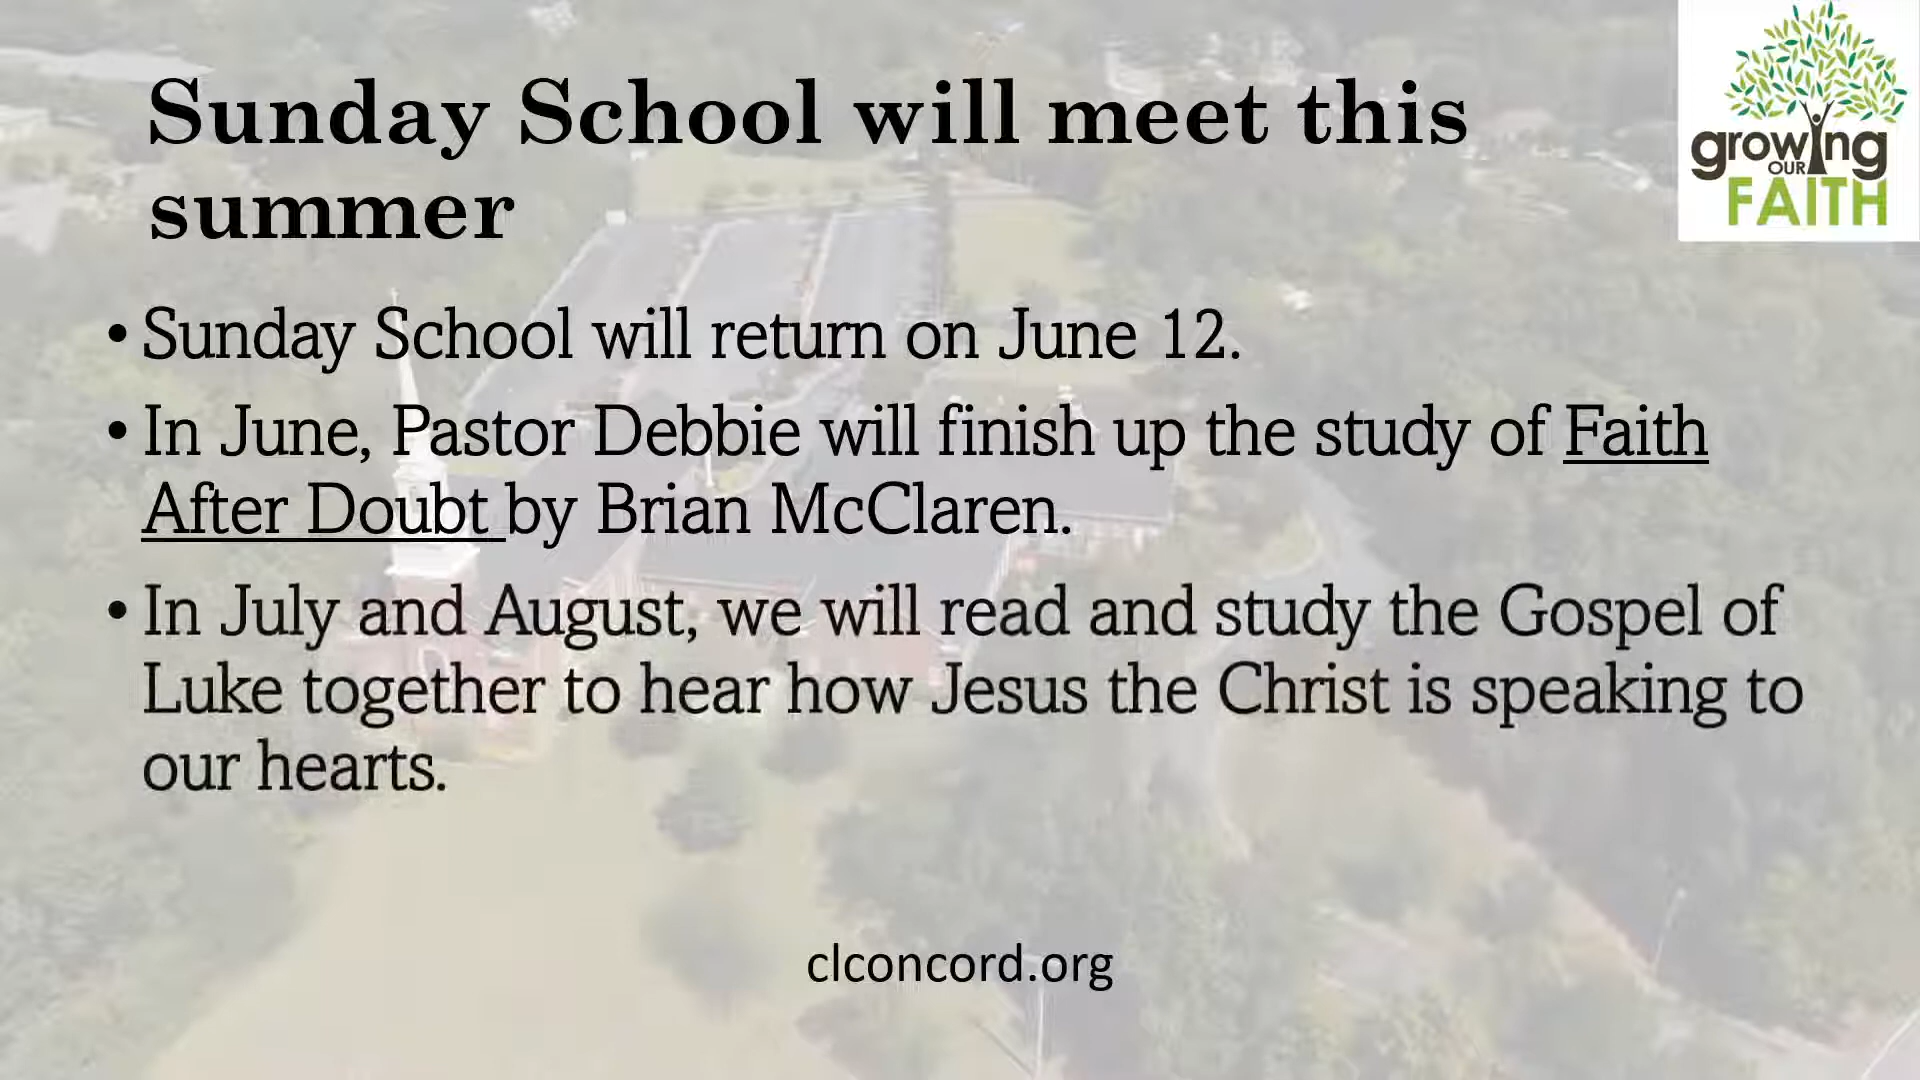 Sunday School will meet this
summer
growing
OUR
FAITH
• Sunday School will return on June 12.
• In June, Pastor Debbie will finish up the study of Faith
After Doubt by Brian McClaren.
• In July and August, we will read and study the Gospel of
Luke together to hear how Jesus the Christ is speaking to
our hearts.
clconcord.org